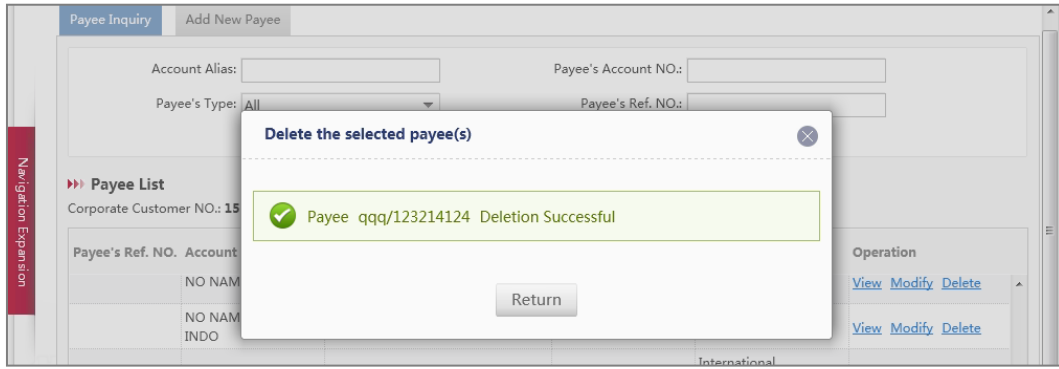 Payee Inquiry Add New Payee
Account Alias: Payee's Account NO.:
Payee's Type: All Payee's Ref. NO.:
Delete the selected payee(s)
Navigation Expansion
Payee List
Corporate Customer NO.: 15
Payee qqq/123214124 Deletion Successful
Payee's Ref. NO. Account Operation
NO NAM View Modify Delete
Return
NO NAM
INDO View Modify Delete
International